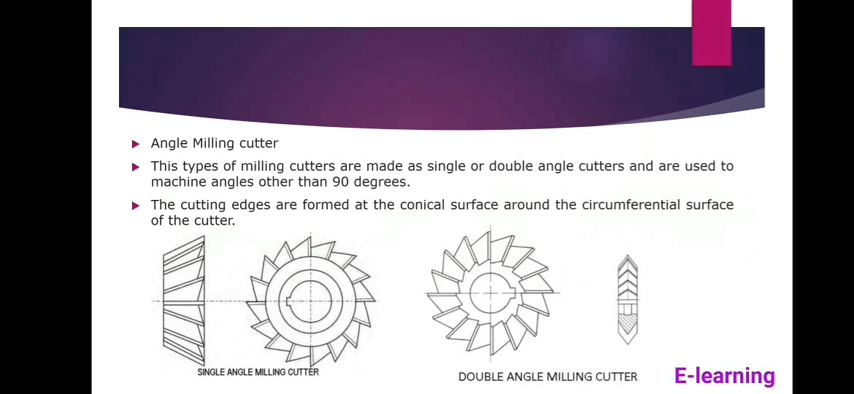 Angle Milling cutter
This types of milling cutters are made as single or double angle cutters and are used to
machine angles other than 90 degrees.
The cutting edges are formed at the conical surface around the circumferential surface
of the cutter.
SINGLE ANGLE MILLING CUTTER
DOUBLE ANGLE MILLING CUTTER
E-learning